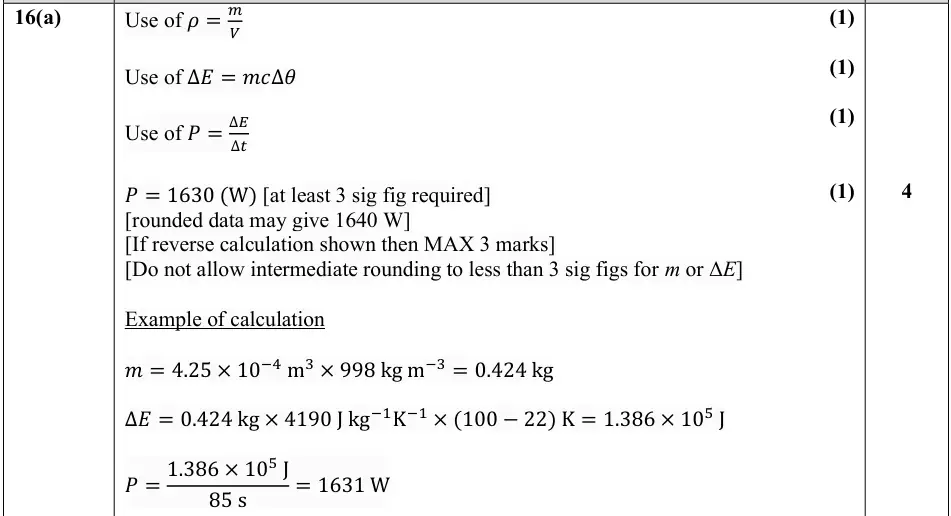 16(a) Use of ρ = m/V (1)
Use of ΔE = mcΔθ (1)
Use of P = ΔE/Δt (1)
P = 1630 (W) [at least 3 sig fig required] (1) 4
[rounded data may give 1640 W]
[If reverse calculation shown then MAX 3 marks]
[Do not allow intermediate rounding to less than 3 sig figs for m or ΔE]
Example of calculation
m = 4.25 × 10⁻⁴ m³ × 998 kg m⁻³ = 0.424 kg
ΔE = 0.424 kg × 4190 J kg⁻¹K⁻¹ × (100 − 22) K = 1.386 × 10⁵ J
P = 1.386 × 10⁵ J / 85 s = 1631 W